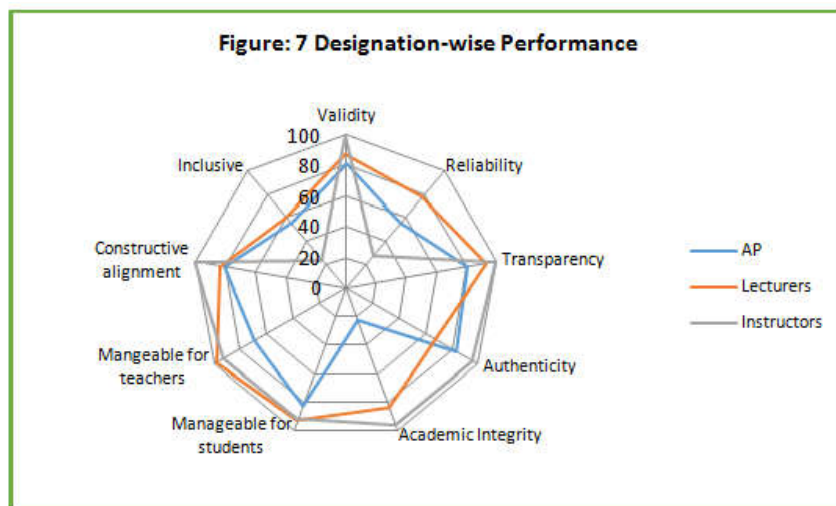 Figure: 7 Designation-wise Performance
Validity
Reliability
Transparency
Authenticity
Academic Integrity
Manageable for
students
Mangeable for
teachers
Constructive
alignment
Inclusive
100
80
60
40
20
0
AP
Lecturers
Instructors